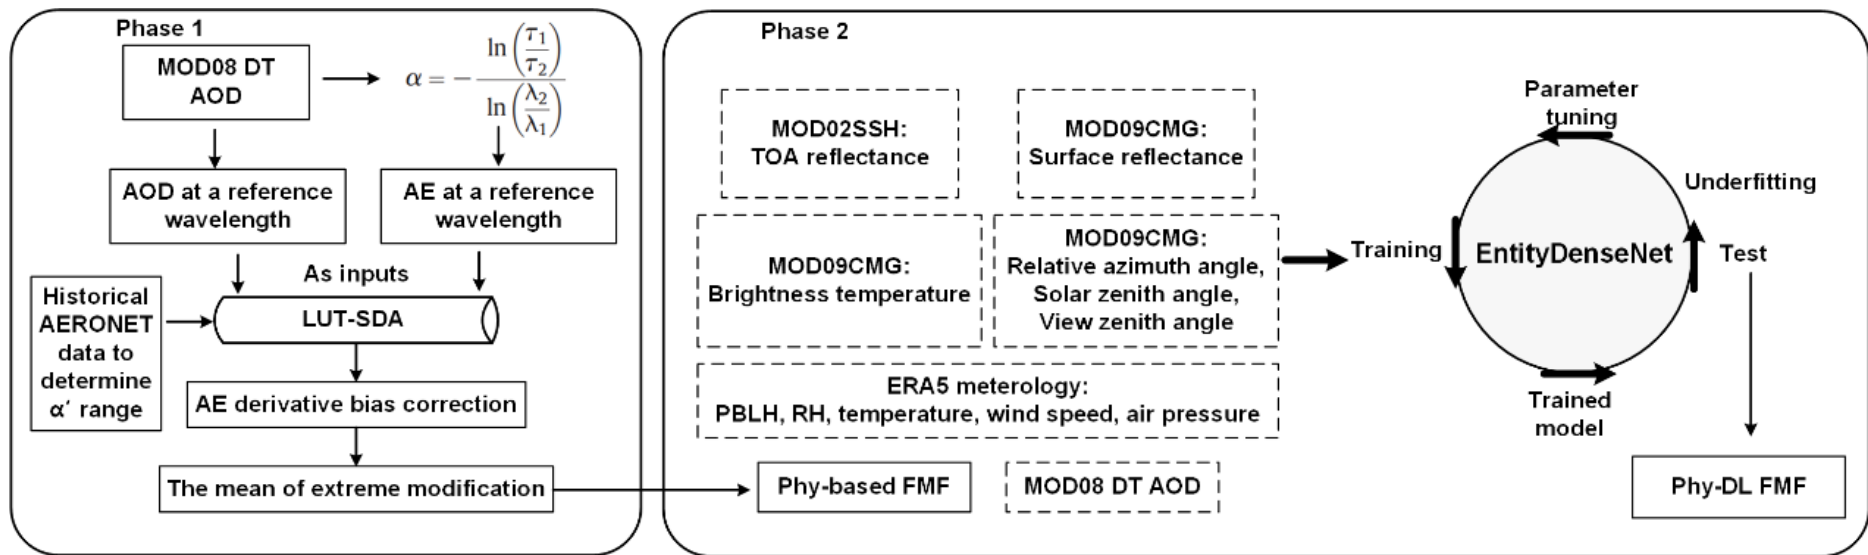 Phase 1
MOD08 DT
AOD
α = − ln(τ1/τ2) / ln(λ2/λ1)
AOD at a reference
wavelength
AE at a reference
wavelength
As inputs
Historical
AERONET
data to
determine
α′ range
LUT-SDA
AE derivative bias correction
The mean of extreme modification
Phase 2
MOD02SSH:
TOA reflectance
MOD09CMG:
Surface reflectance
MOD09CMG:
Brightness temperature
MOD09CMG:
Relative azimuth angle,
Solar zenith angle,
View zenith angle
ERA5 meterology:
PBLH, RH, temperature, wind speed, air pressure
Phy-based FMF
MOD08 DT AOD
Training
Parameter
tuning
Underfitting
EntityDenseNet
Test
Trained
model
Phy-DL FMF